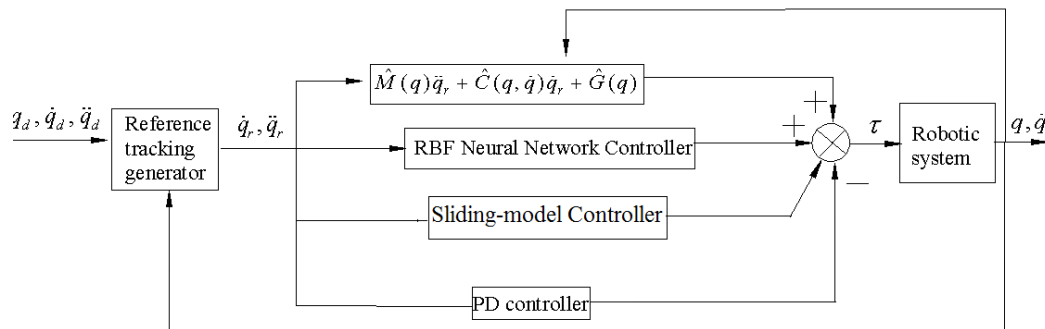 q_d, q̇_d, q̈_d
Reference
tracking
generator
q̇_r, q̈_r
M̂(q)q̈_r + Ĉ(q, q̇)q̇_r + Ĝ(q)
RBF Neural Network Controller
Sliding-model Controller
PD controller
+
+
−
τ
Robotic
system
q, q̇